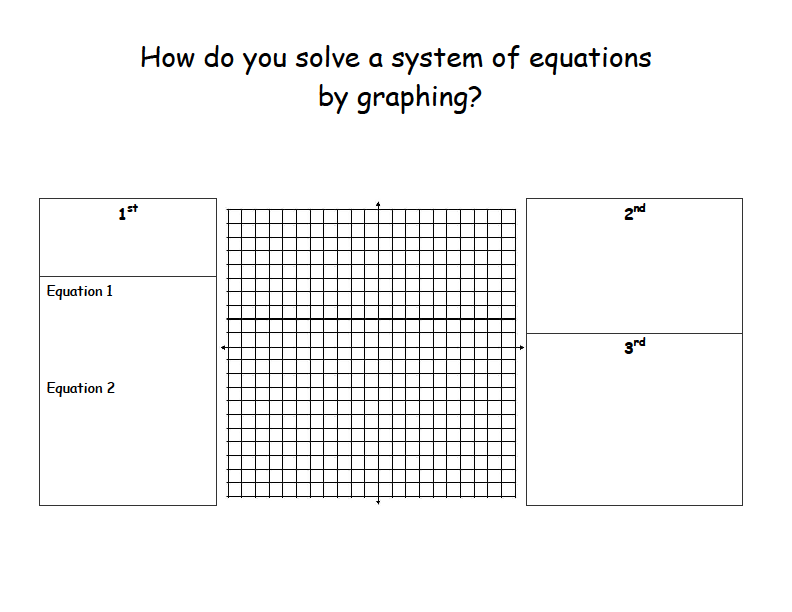 How do you solve a system of equations
by graphing?
1st
Equation 1
Equation 2
2nd
3rd